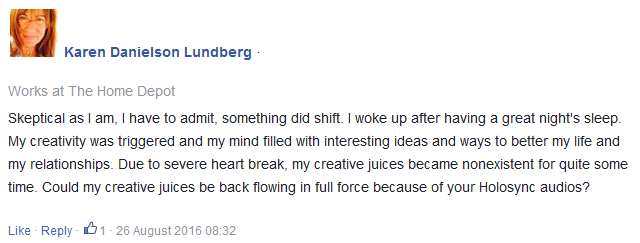 Karen Danielson Lundberg ·
Works at The Home Depot
Skeptical as I am, I have to admit, something did shift. I woke up after having a great night's sleep.
My creativity was triggered and my mind filled with interesting ideas and ways to better my life and
my relationships. Due to severe heart break, my creative juices became nonexistent for quite some
time. Could my creative juices be back flowing in full force because of your Holosync audios?
Like · Reply · 1 · 26 August 2016 08:32